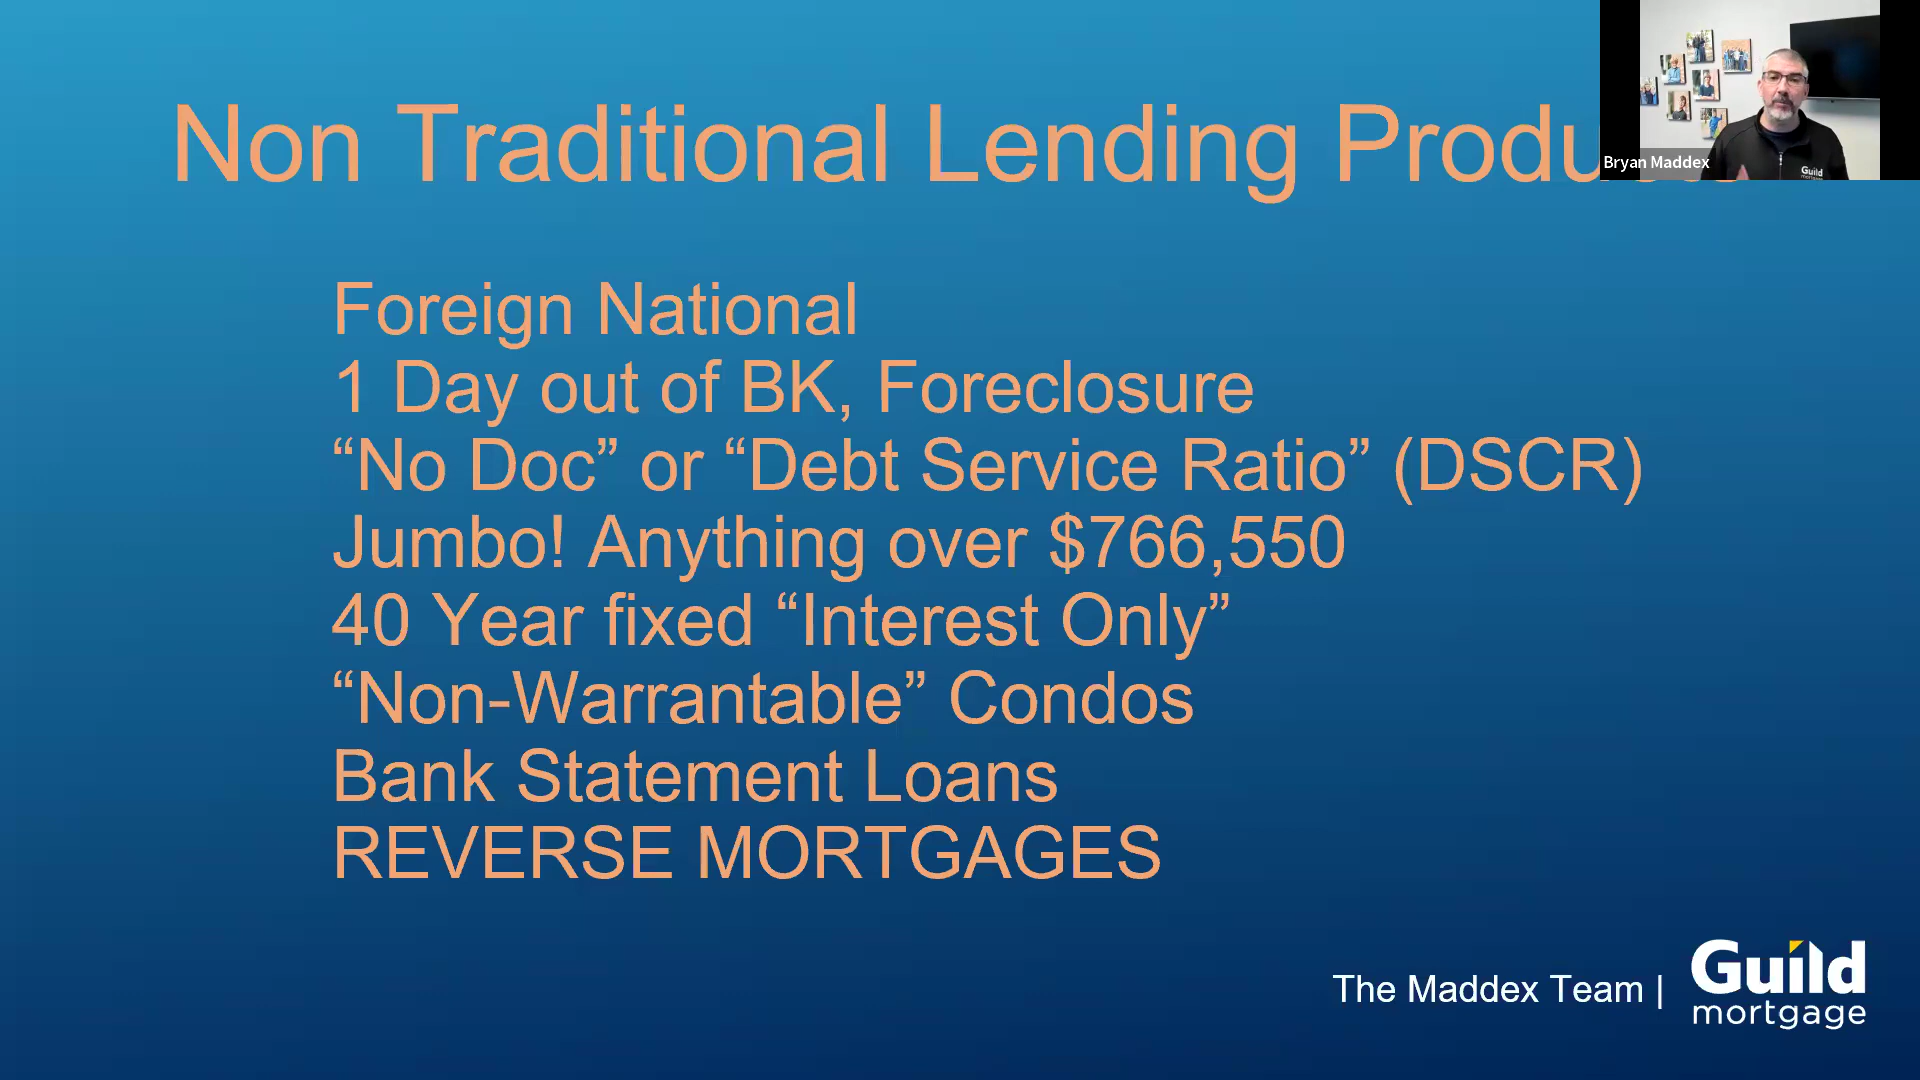 Non Traditional Lending Produ
Bryan Maddex
Guild
Foreign National
1 Day out of BK, Foreclosure
“No Doc” or “Debt Service Ratio” (DSCR)
Jumbo! Anything over $766,550
40 Year fixed “Interest Only”
“Non-Warrantable” Condos
Bank Statement Loans
REVERSE MORTGAGES
The Maddex Team |
Guild
mortgage